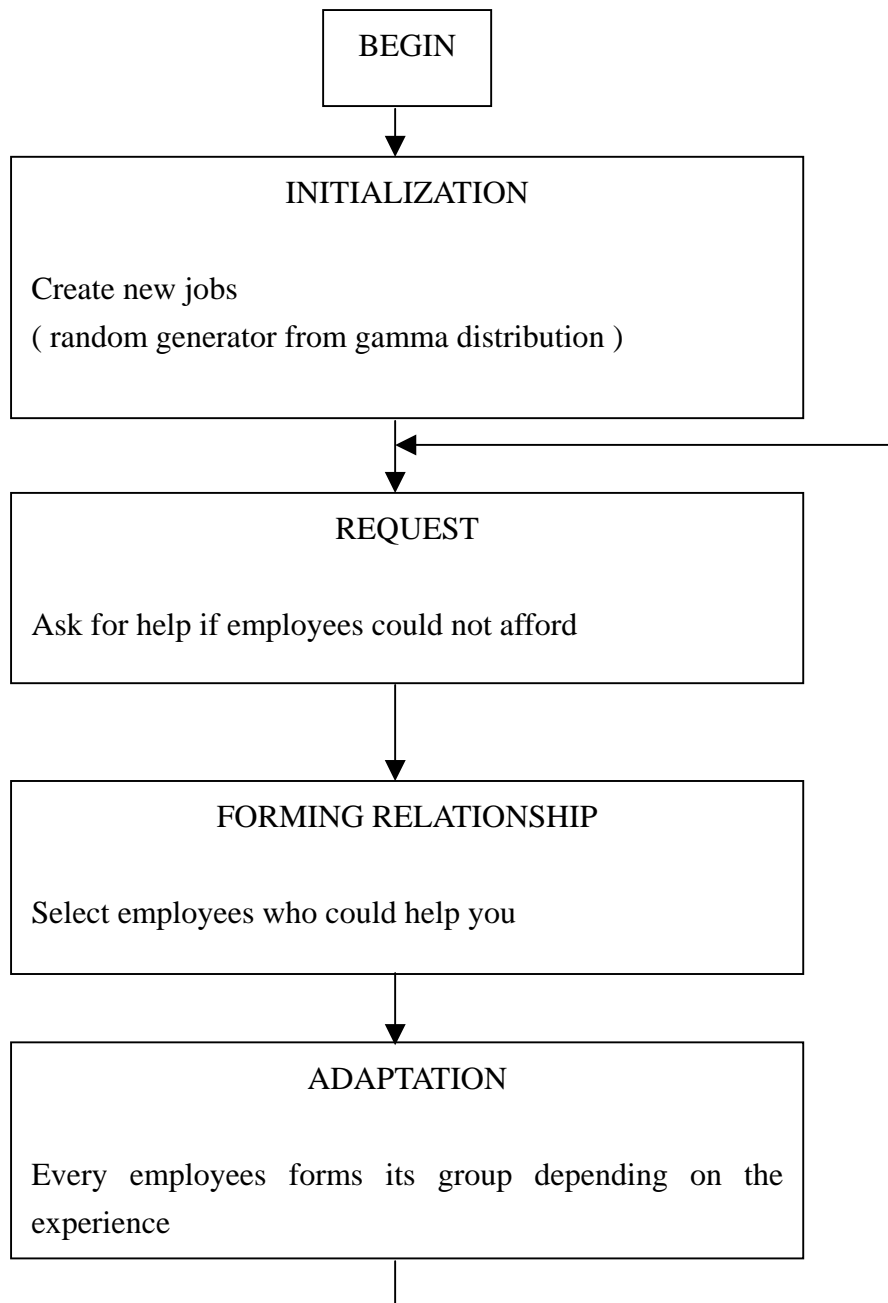 BEGIN
INITIALIZATION
Create new jobs
( random generator from gamma distribution )
REQUEST
Ask for help if employees could not afford
FORMING RELATIONSHIP
Select employees who could help you
ADAPTATION
Every employees forms its group depending on the
experience